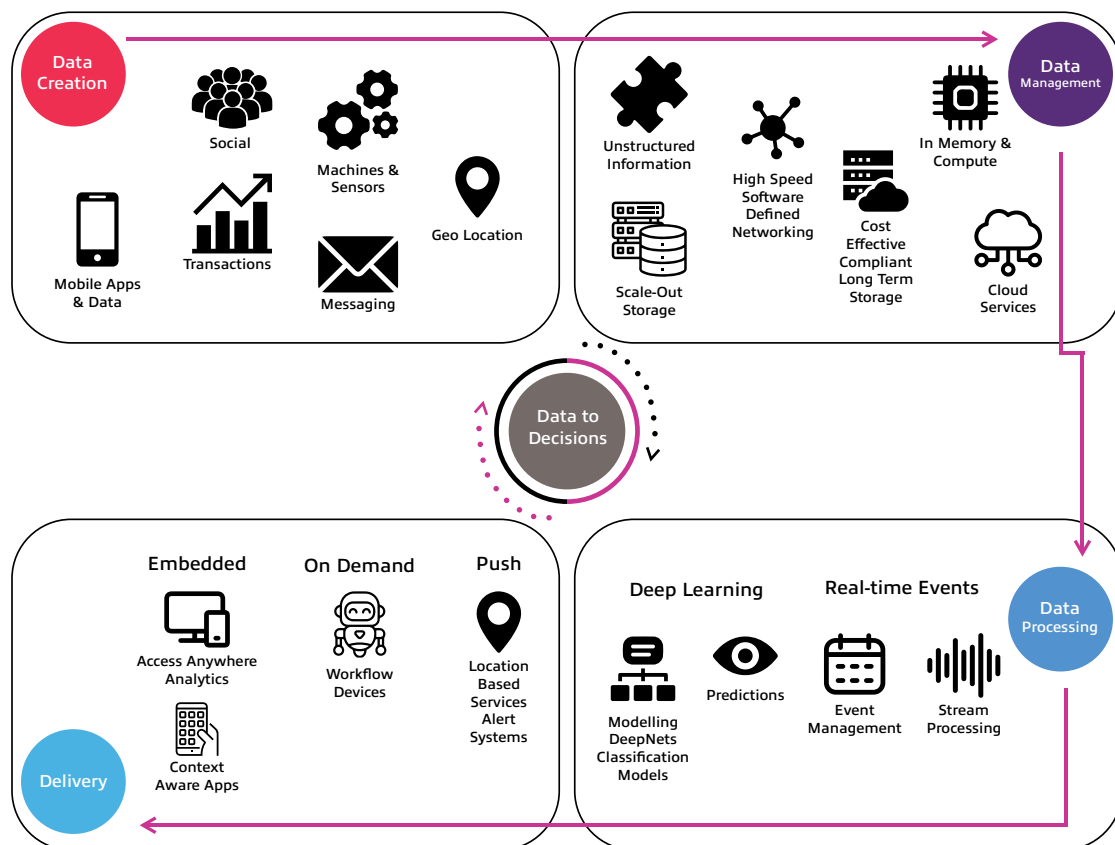 Data
Creation
Social
Machines &
Sensors
Geo Location
Mobile Apps
& Data
Transactions
Messaging
Data
Management
Unstructured
Information
High Speed
Software
Defined
Networking
In Memory &
Compute
Scale-Out
Storage
Cost
Effective
Compliant
Long Term
Storage
Cloud
Services
Data to
Decisions
Embedded
Access Anywhere
Analytics
Context
Aware Apps
On Demand
Workflow
Devices
Push
Location
Based
Services
Alert
Systems
Delivery
Deep Learning
Modelling
DeepNets
Classification
Models
Predictions
Real-time Events
Event
Management
Stream
Processing
Data
Processing